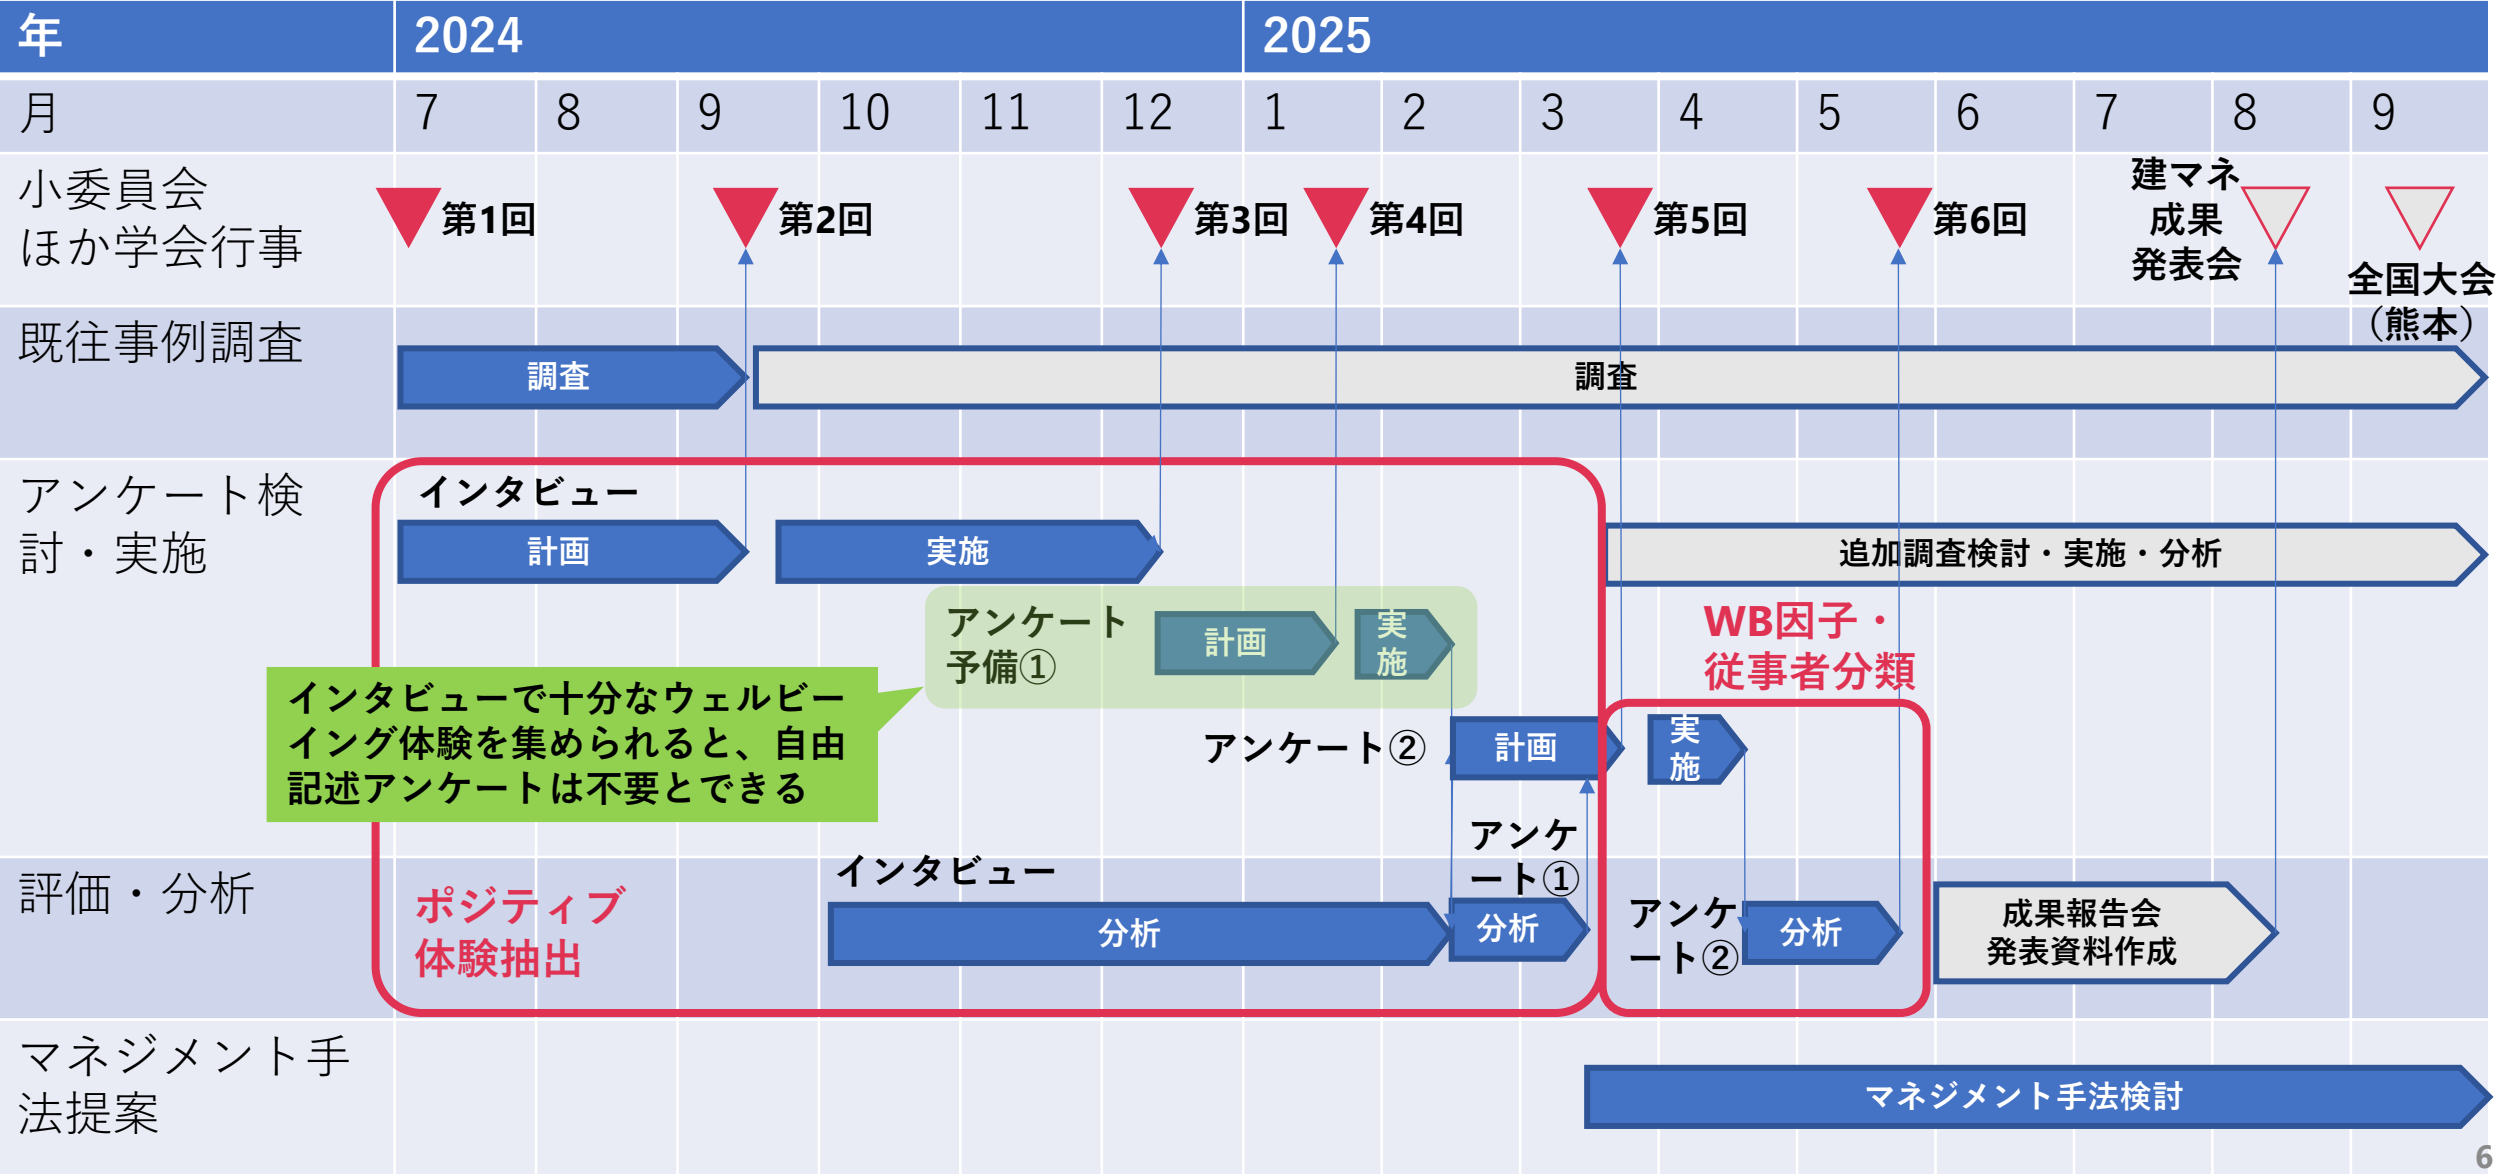 年 2024 2025
月 7 8 9 10 11 12 1 2 3 4 5 6 7 8 9
小委員会
ほか学会行事
第1回 第2回 第3回 第4回 第5回 第6回
建マネ
成果
発表会
全国大会
（熊本）
既往事例調査
調査 調査
アンケート検
討・実施
インタビュー
計画 実施
追加調査検討・実施・分析
アンケート
予備①
計画
実
施
WB因子・
従事者分類
インタビューで十分なウェルビー
イング体験を集められると、自由
記述アンケートは不要とできる
アンケート②
計画
実
施
評価・分析
ポジティブ
体験抽出
インタビュー
分析
アンケ
ート①
分析
アンケ
ート②
分析
成果報告会
発表資料作成
マネジメント手
法提案
マネジメント手法検討
6